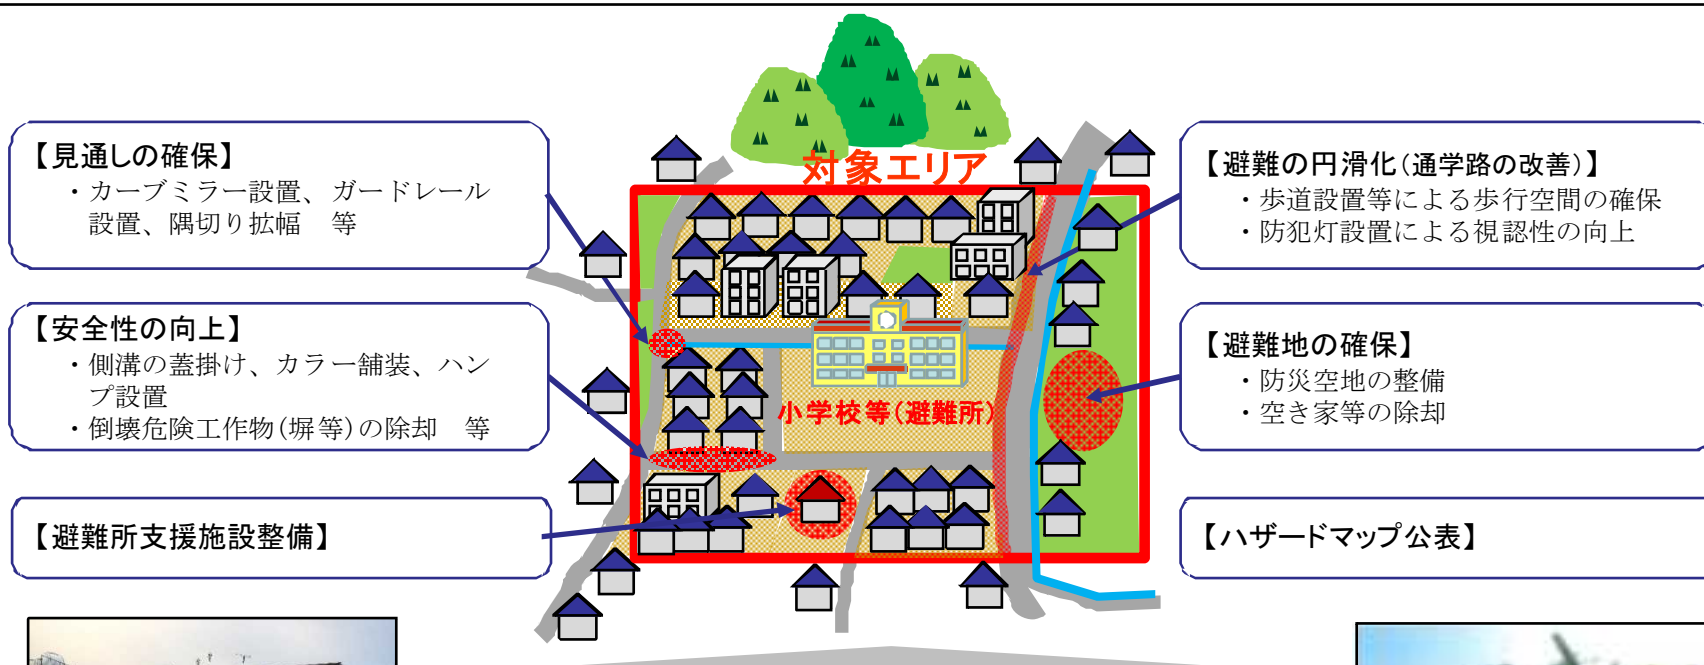 対象エリア
【見通しの確保】
・カーブミラー設置、ガードレール
設置、隅切り拡幅　等
【安全性の向上】
・側溝の蓋掛け、カラー舗装、ハン
プ設置
・倒壊危険工作物(塀等)の除却　等
【避難所支援施設整備】
小学校等(避難所)
【避難の円滑化(通学路の改善)】
・歩道設置等による歩行空間の確保
・防犯灯設置による視認性の向上
【避難地の確保】
・防災空地の整備
・空き家等の除却
【ハザードマップ公表】